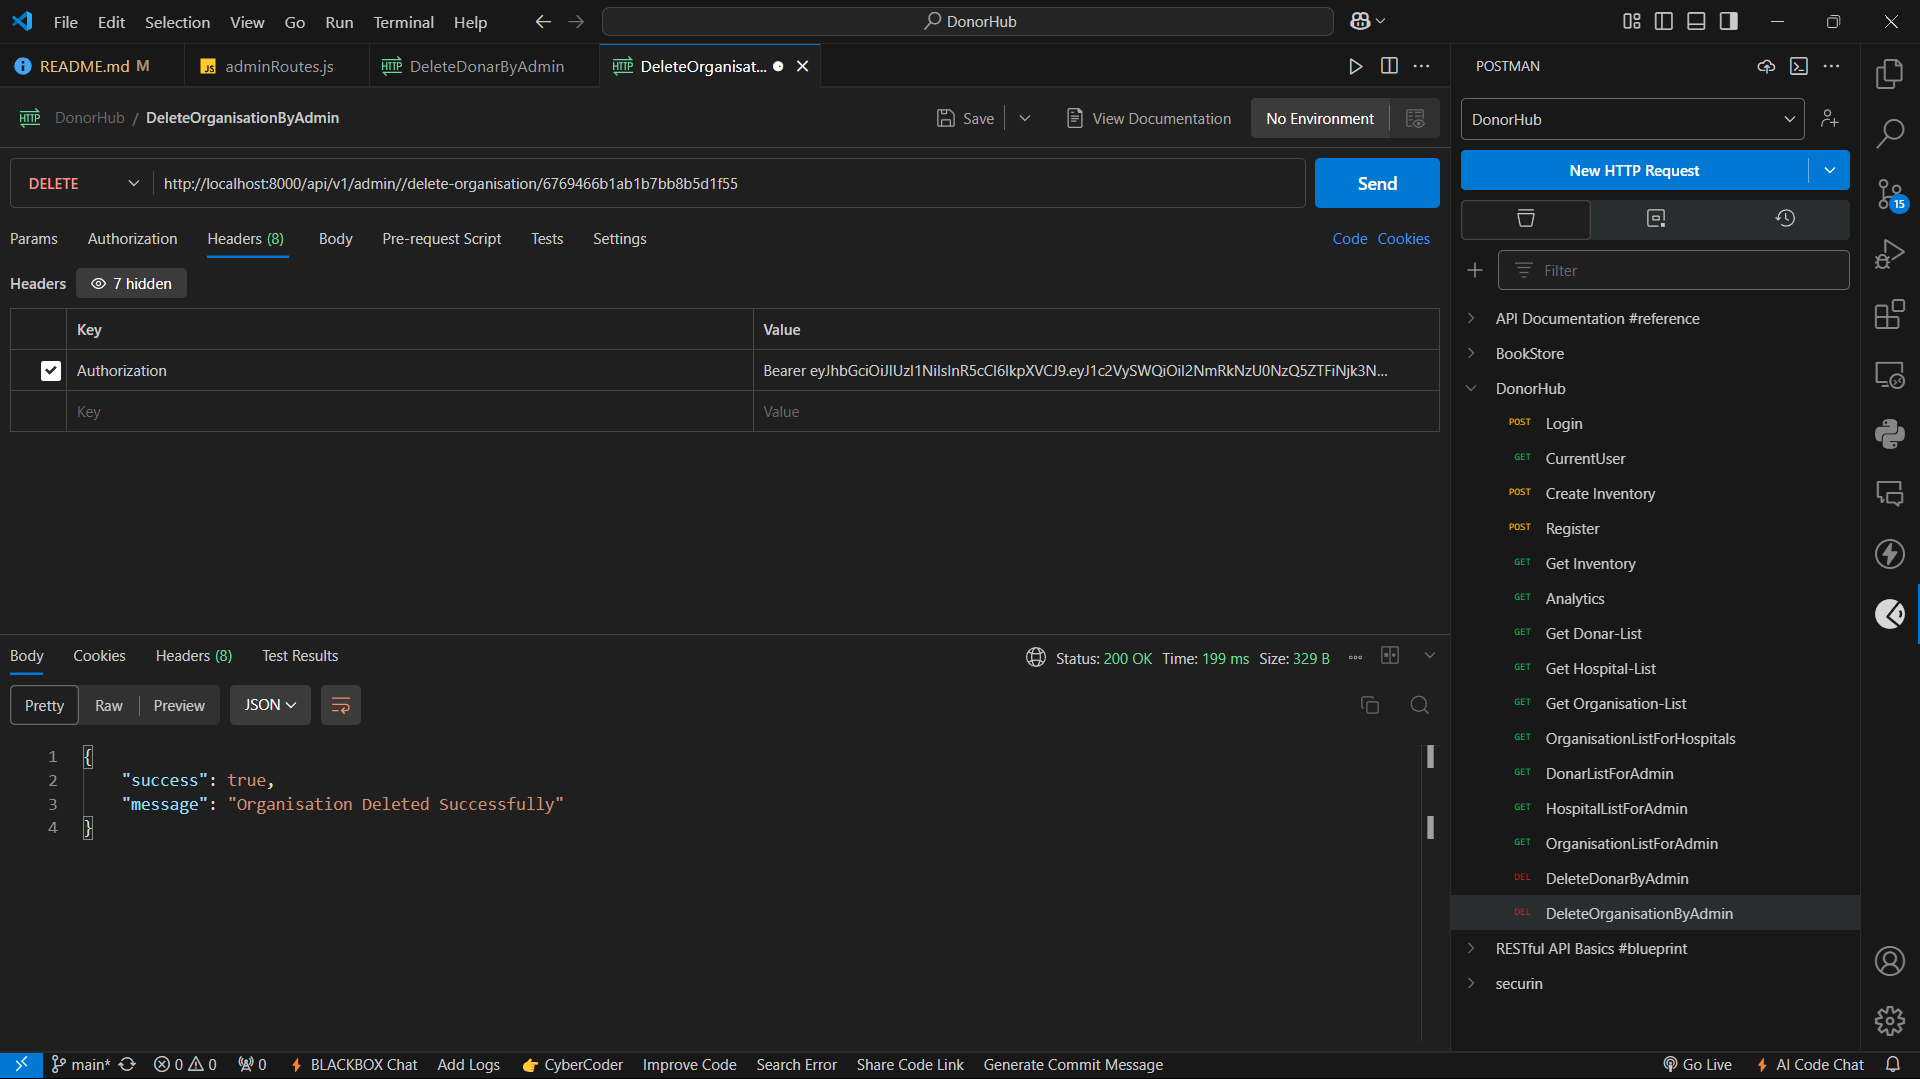 File Edit Selection View Go Run Terminal Help
DonorHub
README.md M
JS adminRoutes.js
HTTP DeleteDonarByAdmin
HTTP DeleteOrganisat...
POSTMAN
HTTP DonorHub / DeleteOrganisationByAdmin
Save
View Documentation
No Environment
DonorHub
DELETE
http://localhost:8000/api/v1/admin//delete-organisation/6769466b1ab1b7bb8b5d1f55
Send
New HTTP Request
15
Params Authorization Headers (8) Body Pre-request Script Tests Settings
Code Cookies
Headers 7 hidden
Filter
Key Value
Authorization
Key Value
API Documentation #reference
BookStore
DonorHub
POST Login
GET CurrentUser
POST Create Inventory
POST Register
GET Get Inventory
GET Analytics
GET Get Donar-List
GET Get Hospital-List
GET Get Organisation-List
GET OrganisationListForHospitals
GET DonarListForAdmin
GET HospitalListForAdmin
GET OrganisationListForAdmin
DEL DeleteDonarByAdmin
DEL DeleteOrganisationByAdmin
RESTful API Basics #blueprint
securin
Body Cookies Headers (8) Test Results
Status: 200 OK Time: 199 ms Size: 329 B
Pretty Raw Preview JSON
1 {
2 "success": true,
3 "message": "Organisation Deleted Successfully"
4 }
main* 0 0 0 BLACKBOX Chat Add Logs CyberCoder Improve Code Search Error Share Code Link Generate Commit Message
Go Live AI Code Chat